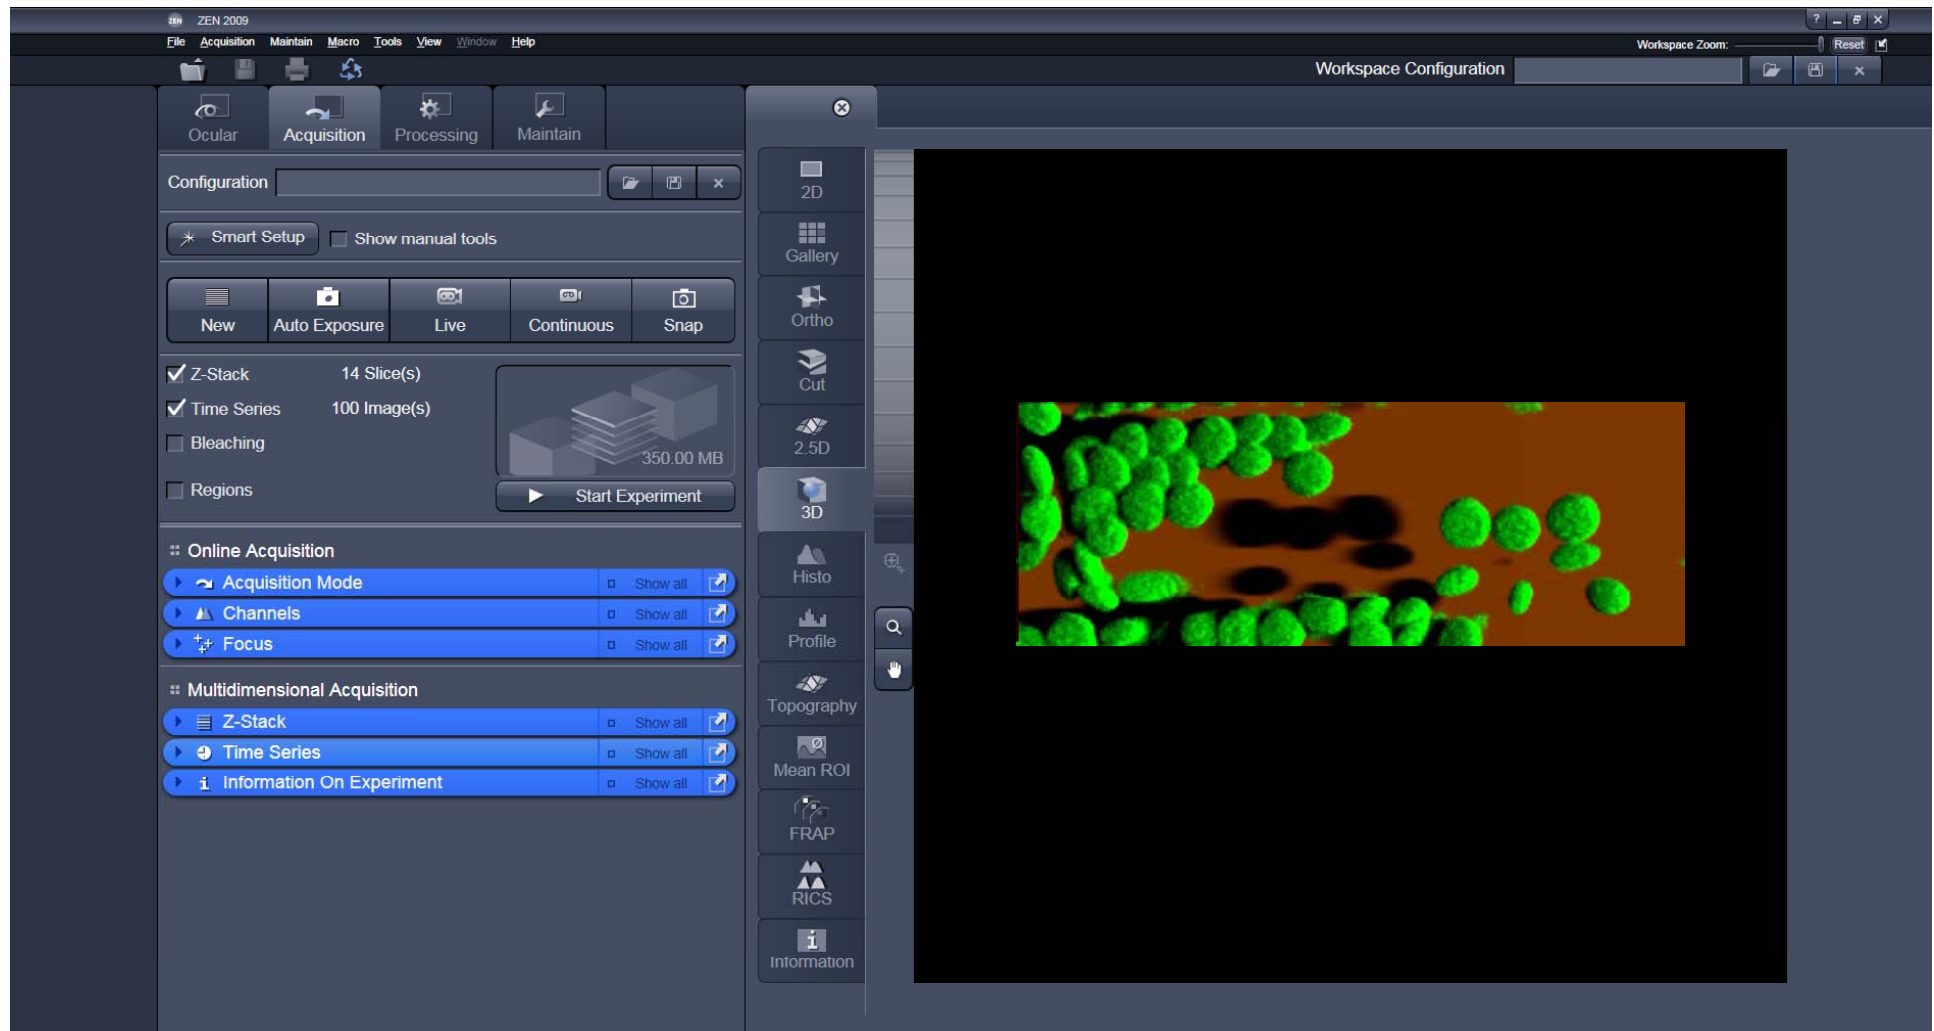 ZEN ZEN 2009
File Acquisition Maintain Macro Tools View Window Help
Workspace Zoom: Reset
Workspace Configuration
Ocular Acquisition Processing Maintain
Configuration
Smart Setup Show manual tools
New Auto Exposure Live Continuous Snap
Z-Stack 14 Slice(s)
Time Series 100 Image(s)
Bleaching
350.00 MB
Regions
Start Experiment
Online Acquisition
Acquisition Mode Show all
Channels Show all
Focus Show all
Multidimensional Acquisition
Z-Stack Show all
Time Series Show all
Information On Experiment Show all
2D
Gallery
Ortho
Cut
2.5D
3D
Histo
Profile
Topography
Mean ROI
FRAP
RICS
Information